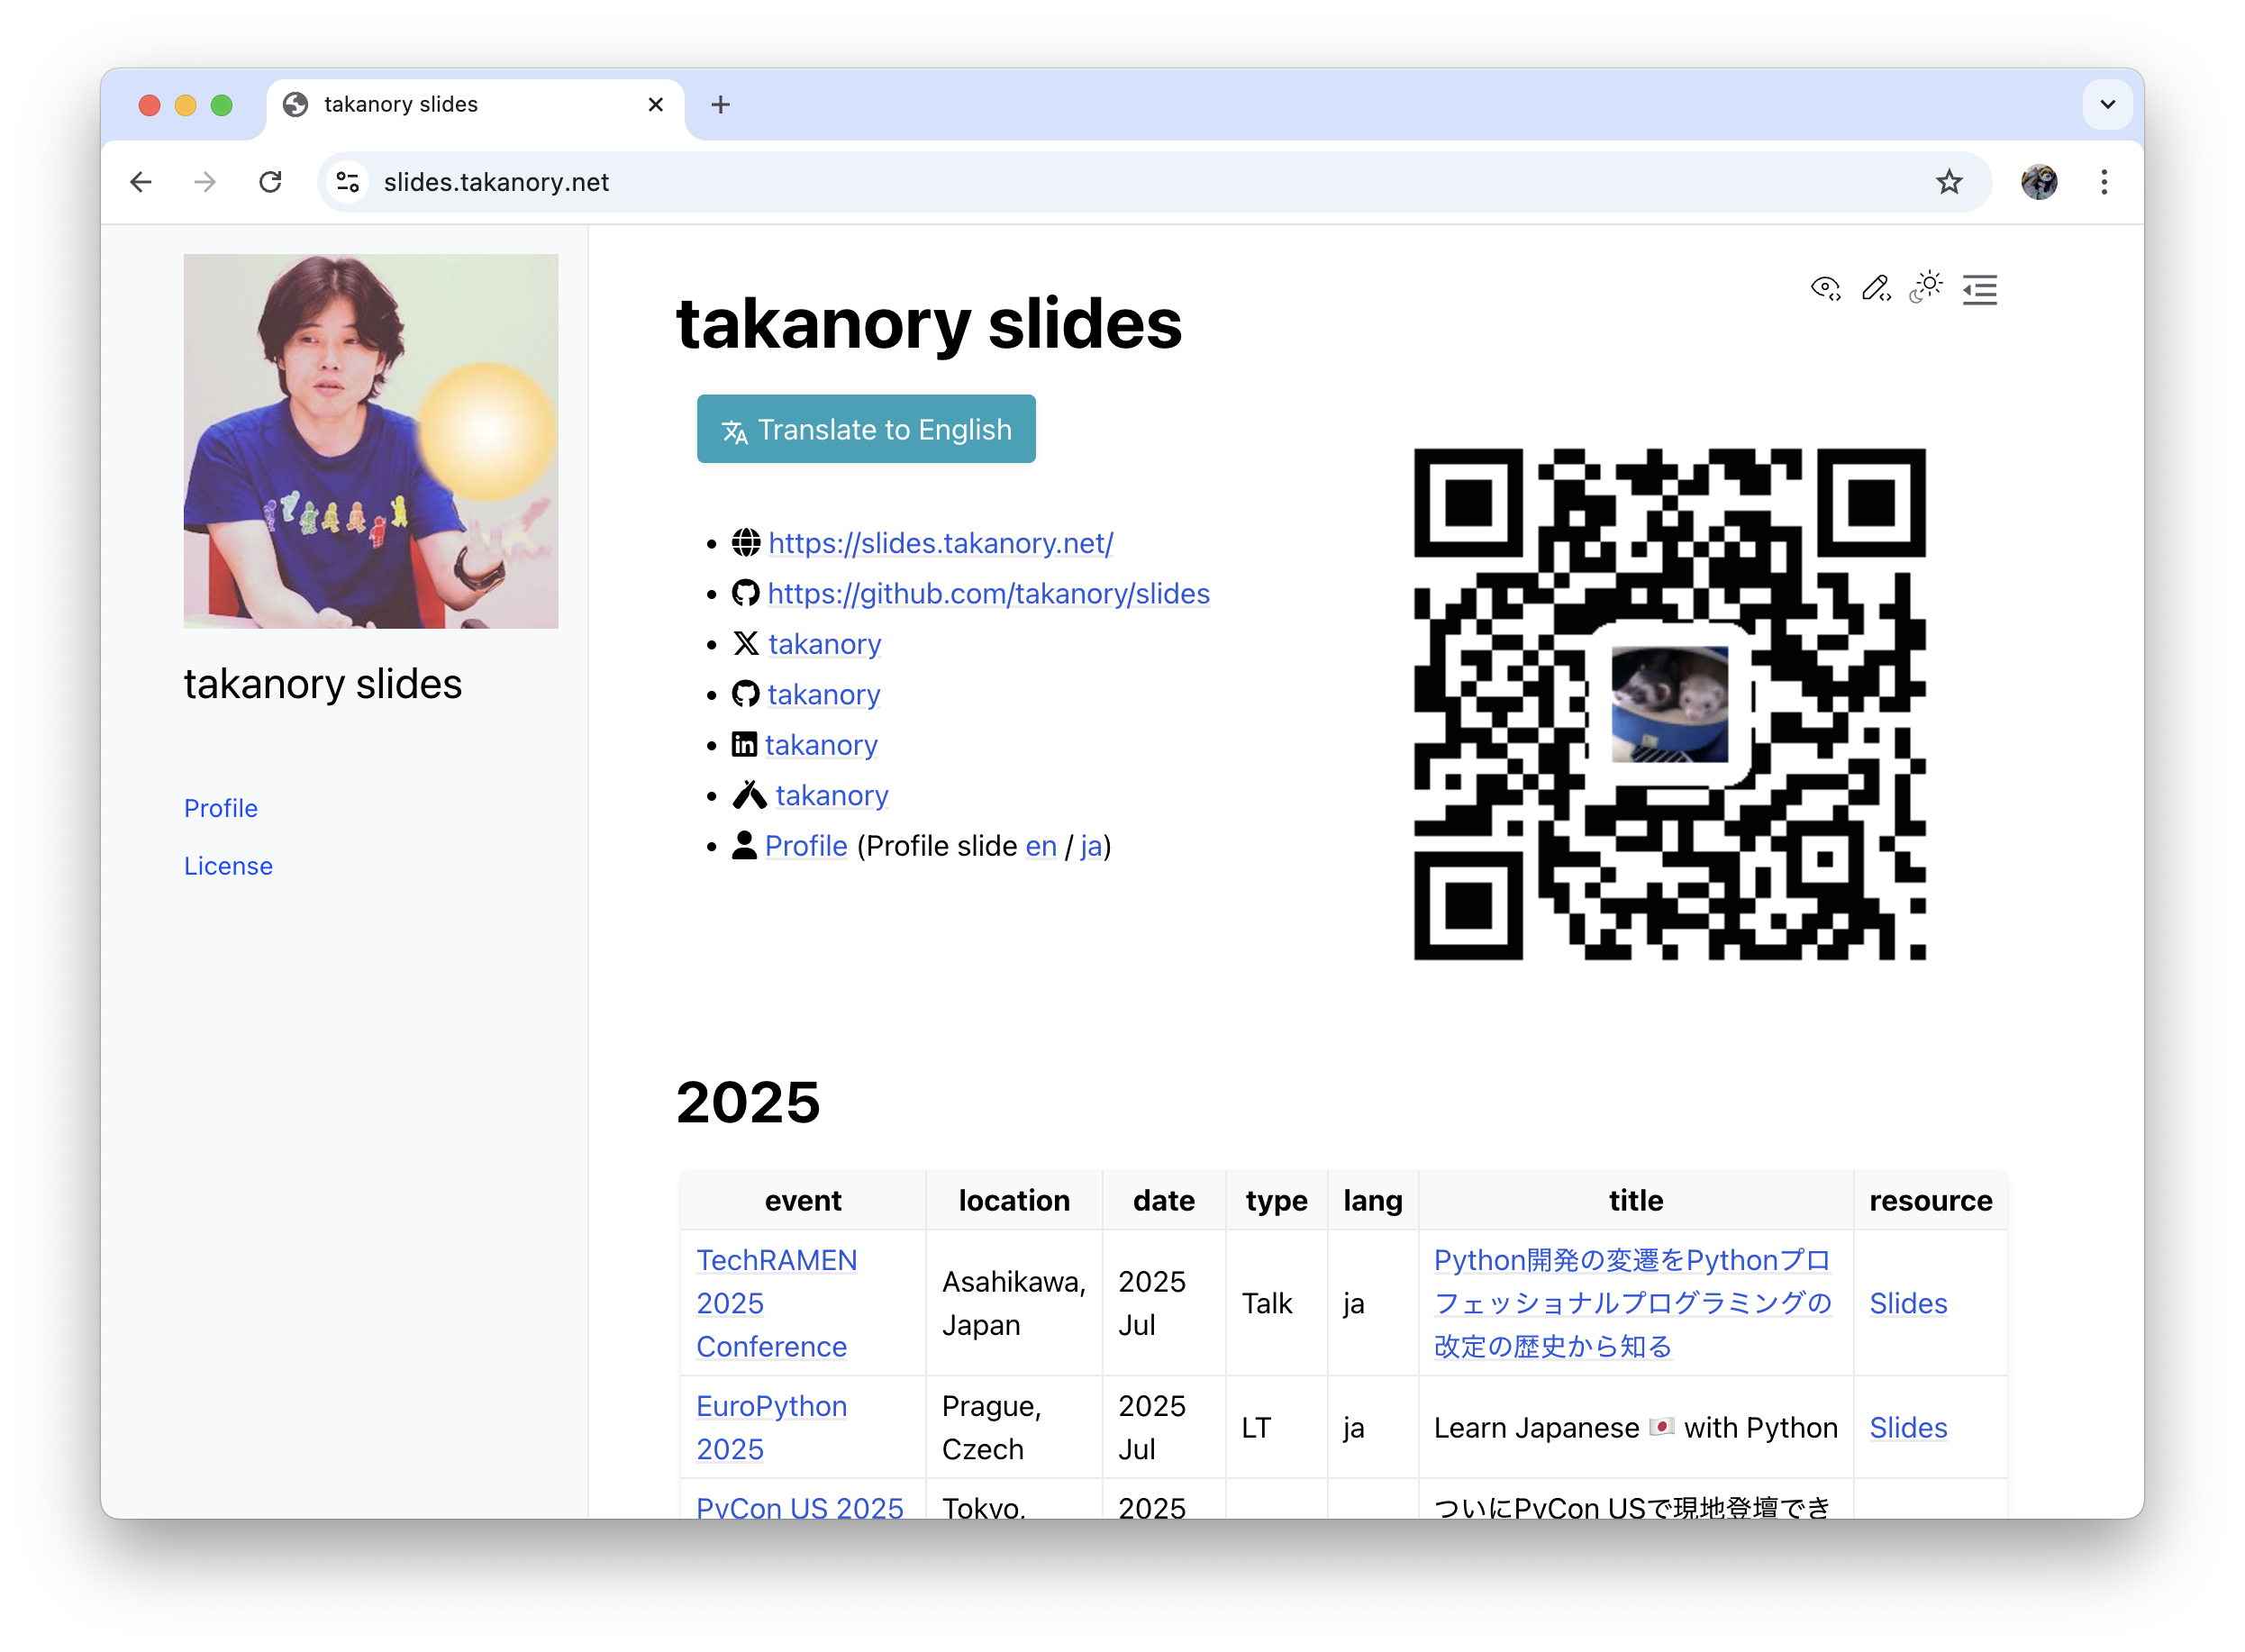 takanory slides
slides.takanory.net
takanory slides
Profile
License
takanory slides
Translate to English
https://slides.takanory.net/
https://github.com/takanory/slides
takanory
takanory
takanory
takanory
Profile (Profile slide en / ja)
2025
event location date type lang title resource
TechRAMEN
2025
Conference
Asahikawa,
Japan
2025
Jul
Talk
ja
Python開発の変遷をPythonプロ
フェッショナルプログラミングの
改定の歴史から知る
Slides
EuroPython
2025
Prague,
Czech
2025
Jul
LT
ja
Learn Japanese 🇯🇵 with Python
Slides
PyCon US 2025
Tokyo,
2025
ついにPyCon USで現地登壇でき